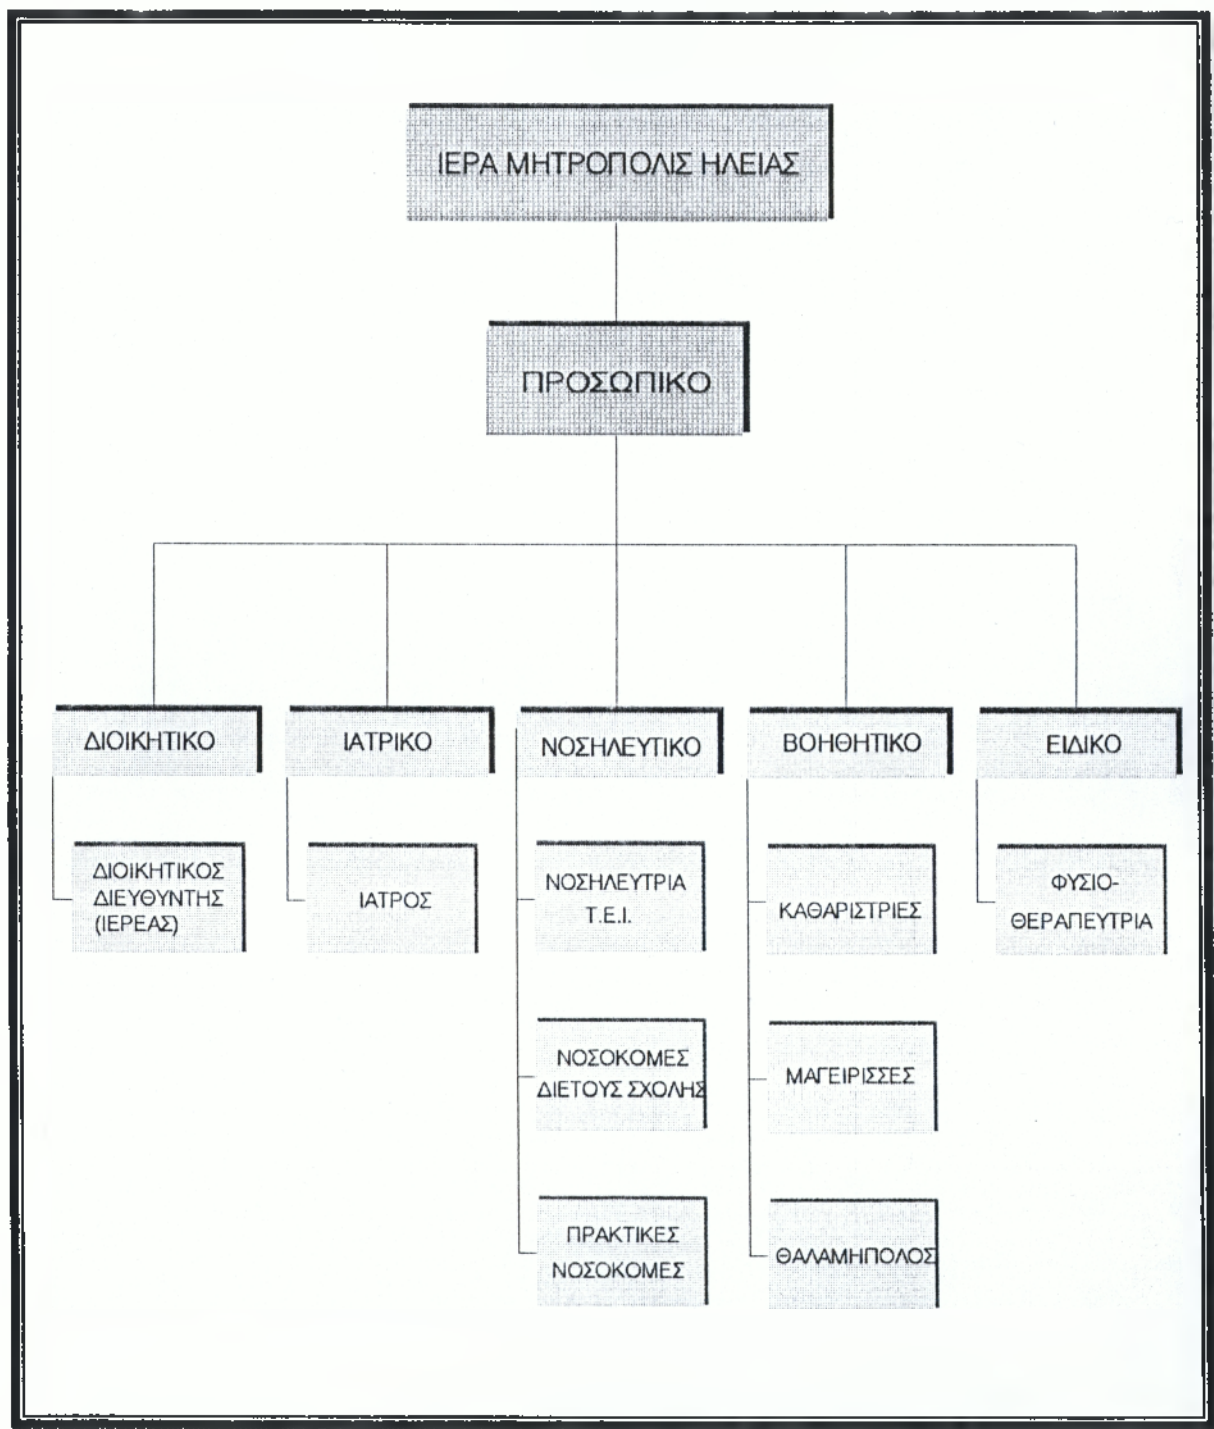 ΙΕΡΑ ΜΗΤΡΟΠΟΛΙΣ ΗΛΕΙΑΣ
ΠΡΟΣΩΠΙΚΟ
ΔΙΟΙΚΗΤΙΚΟ
ΙΑΤΡΙΚΟ
ΝΟΣΗΛΕΥΤΙΚΟ
ΒΟΗΘΗΤΙΚΟ
ΕΙΔΙΚΟ
ΔΙΟΙΚΗΤΙΚΟΣ
ΔΙΕΥΘΥΝΤΗΣ
(ΙΕΡΕΑΣ)
ΙΑΤΡΟΣ
ΝΟΣΗΛΕΥΤΡΙΑ
Τ.Ε.Ι.
ΚΑΘΑΡΙΣΤΡΙΕΣ
ΦΥΣΙΟ-
ΘΕΡΑΠΕΥΤΡΙΑ
ΝΟΣΟΚΟΜΕΣ
ΔΙΕΤΟΥΣ ΣΧΟΛΗΣ
ΜΑΓΕΙΡΙΣΣΕΣ
ΠΡΑΚΤΙΚΕΣ
ΝΟΣΟΚΟΜΕΣ
ΘΑΛΑΜΗΠΟΛΟΣ